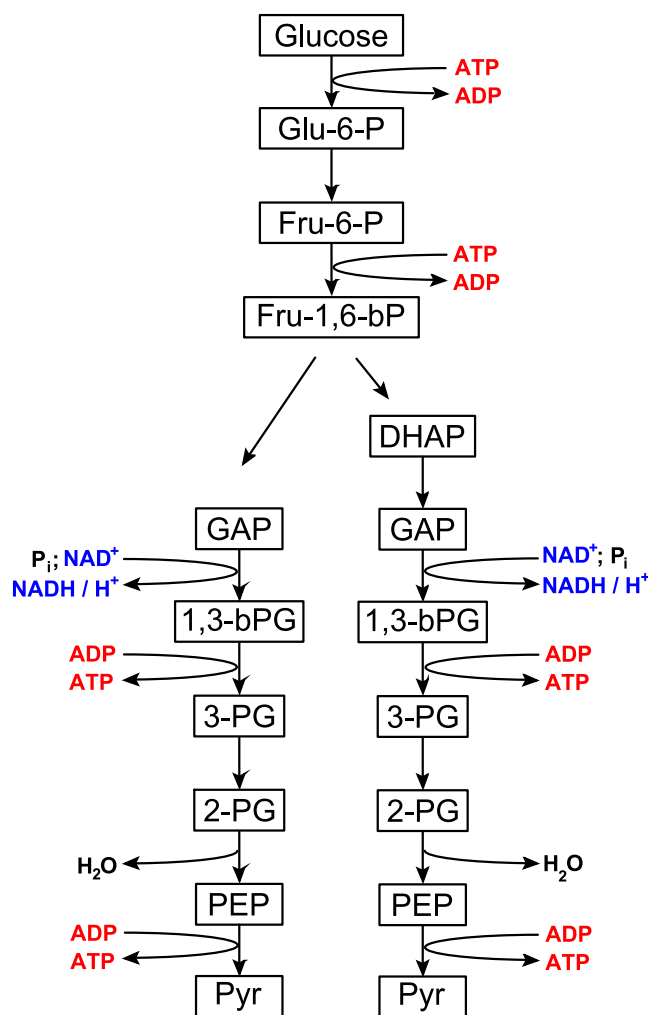 Glucose
ATP
ADP
Glu-6-P
Fru-6-P
ATP
ADP
Fru-1,6-bP
DHAP
GAP
GAP
Pi; NAD+
NADH / H+
NAD+; Pi
NADH / H+
1,3-bPG
1,3-bPG
ADP
ATP
ADP
ATP
3-PG
3-PG
2-PG
2-PG
H2O
H2O
PEP
PEP
ADP
ATP
ADP
ATP
Pyr
Pyr